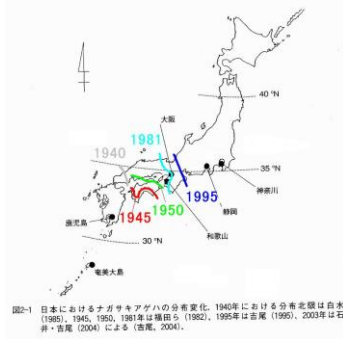 40 °N
大阪
1981
1940
35 °N
神奈川
1995
静岡
1950
1945
鹿児島
和歌山
30 °N
奄美大島
図2-1 日本におけるナガサキアゲハの分布変化. 1940年における分布北限は白水
(1985), 1945, 1950, 1981年は福田ら (1982), 1995年は吉尾 (1995), 2003年は石
井・吉尾 (2004) による (吉尾, 2004).